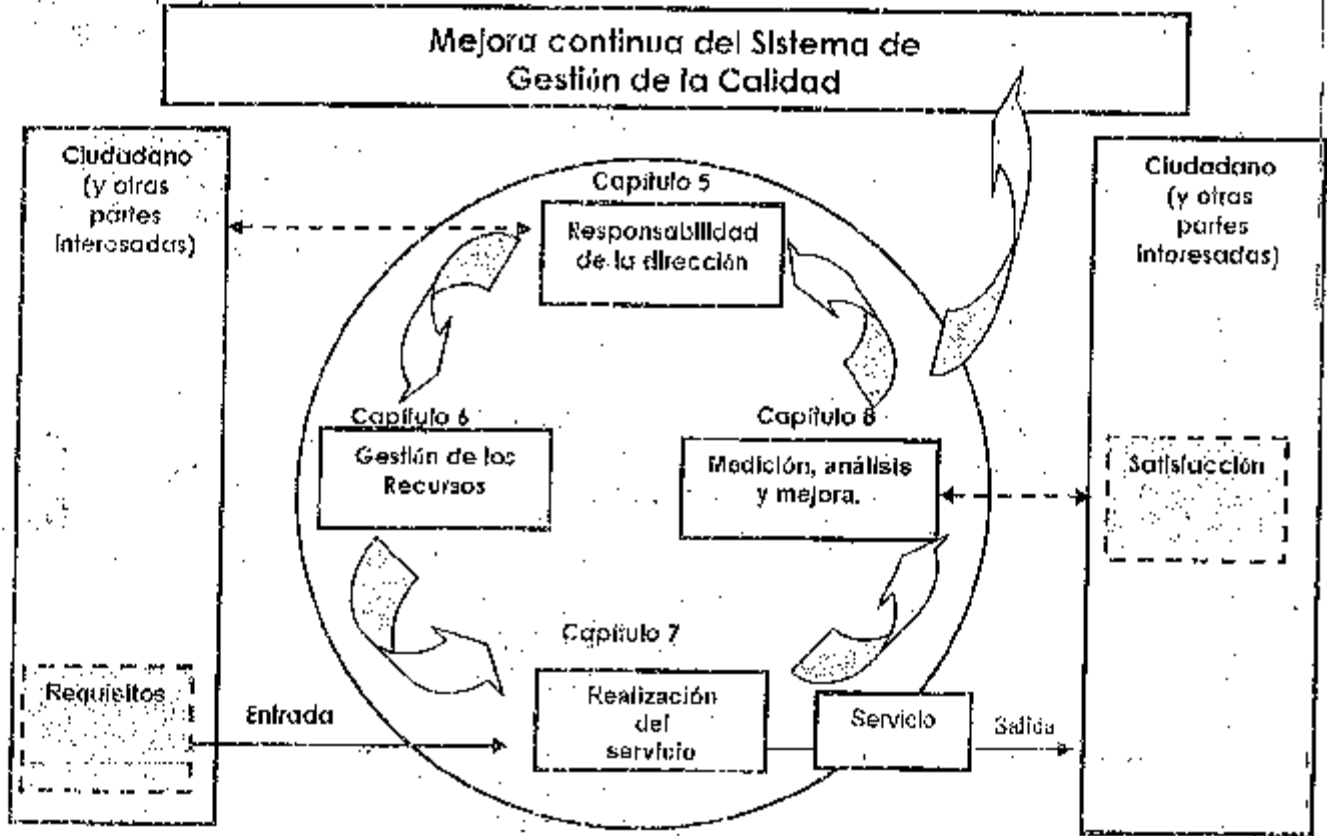 Mejora continua del Sistema de
Gestión de la Calidad
Ciudadano
(y otras
partes
interesadas)
Capítulo 5
Responsabilidad
de la dirección
Ciudadano
(y otras
partes
interesadas)
Capítulo 6
Gestión de los
Recursos
Capítulo 8
Medición, análisis
y mejora.
Satisfacción
Capítulo 7
Requisitos
Entrada
Realización
del
servicio
Servicio
Salida